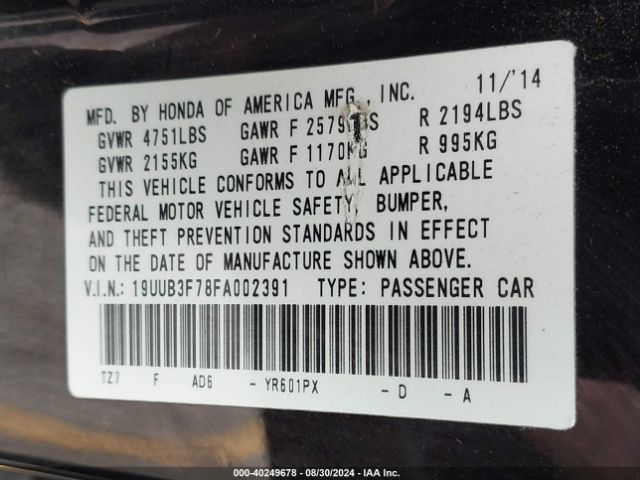 11/'14
MFD. BY HONDA OF AMERICA MFG., INC.
GVWR 4751LBS GAWR F 2579LBS R 2194LBS
GVWR 2155KG GAWR F 1170KG R 995KG
THIS VEHICLE CONFORMS TO ALL APPLICABLE
FEDERAL MOTOR VEHICLE SAFETY, BUMPER,
AND THEFT PREVENTION STANDARDS IN EFFECT
ON THE DATE OF MANUFACTURE SHOWN ABOVE.
V.I.N.: 19UUB3F78FA002391 TYPE: PASSENGER CAR
TZ7 F AD6 - YR601PX - D - A
000-40249678 - 08/30/2024 - IAA Inc.